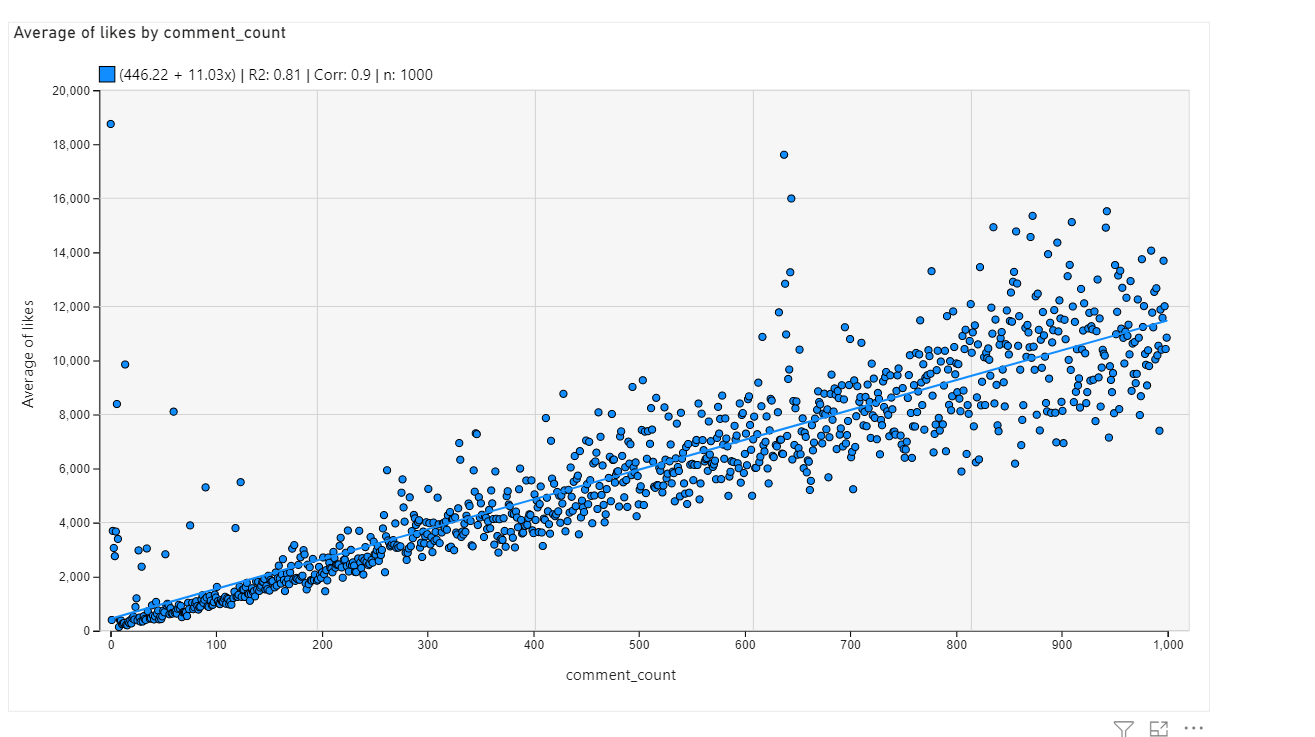 Average of likes by comment_count
(446.22 + 11.03x) | R2: 0.81 | Corr: 0.9 | n: 1000
20,000
18,000
16,000
14,000
12,000
10,000
8,000
6,000
4,000
2,000
0
Average of likes
0 100 200 300 400 500 600 700 800 900 1,000
comment_count